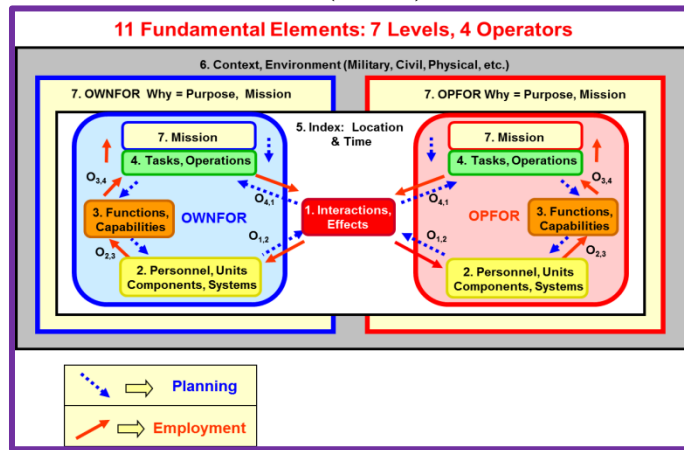 11 Fundamental Elements: 7 Levels, 4 Operators
6. Context, Environment (Military, Civil, Physical, etc.)
7. OWNFOR Why = Purpose, Mission
7. OPFOR Why = Purpose, Mission
5. Index: Location
& Time
7. Mission
4. Tasks, Operations
O3,4
O4,1
3. Functions,
Capabilities
OWNFOR
O1,2
O2,3
2. Personnel, Units
Components, Systems
1. Interactions,
Effects
7. Mission
4. Tasks, Operations
O3,4
O4,1
OPFOR
3. Functions,
Capabilities
O1,2
O2,3
2. Personnel, Units
Components, Systems
Planning
Employment